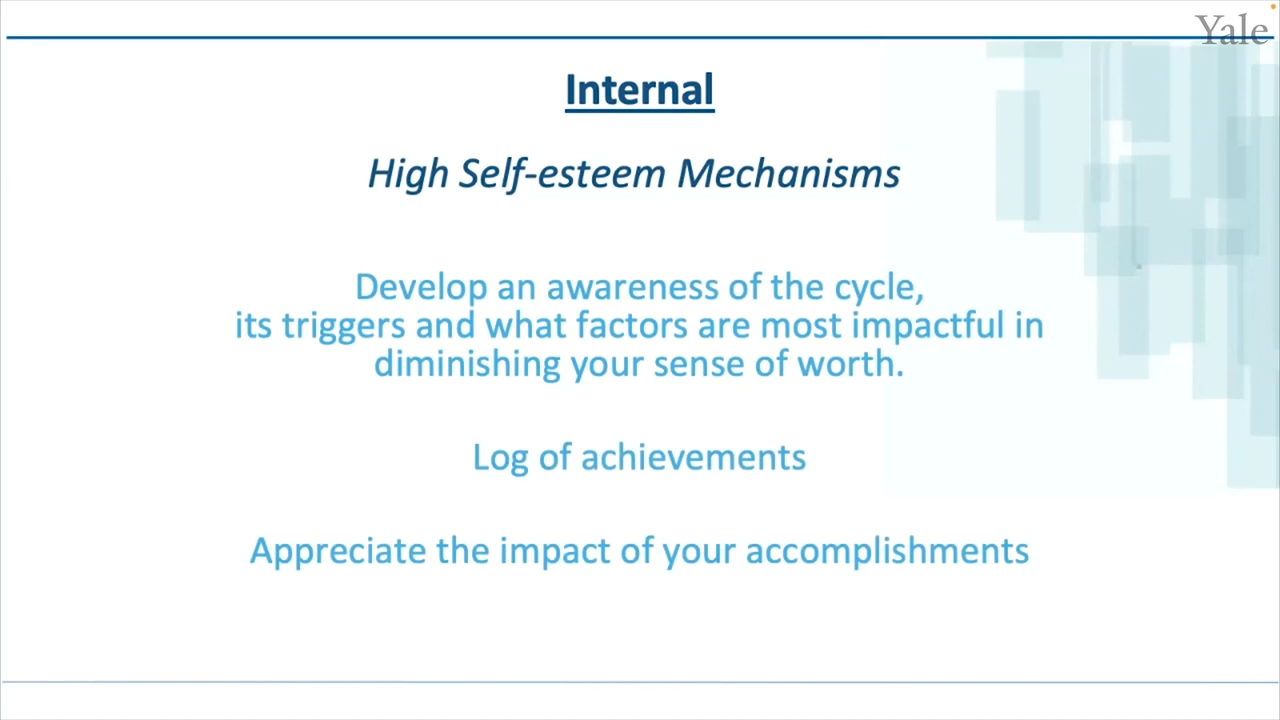 Yale
Internal
High Self-esteem Mechanisms
Develop an awareness of the cycle,
its triggers and what factors are most impactful in
diminishing your sense of worth.
Log of achievements
Appreciate the impact of your accomplishments